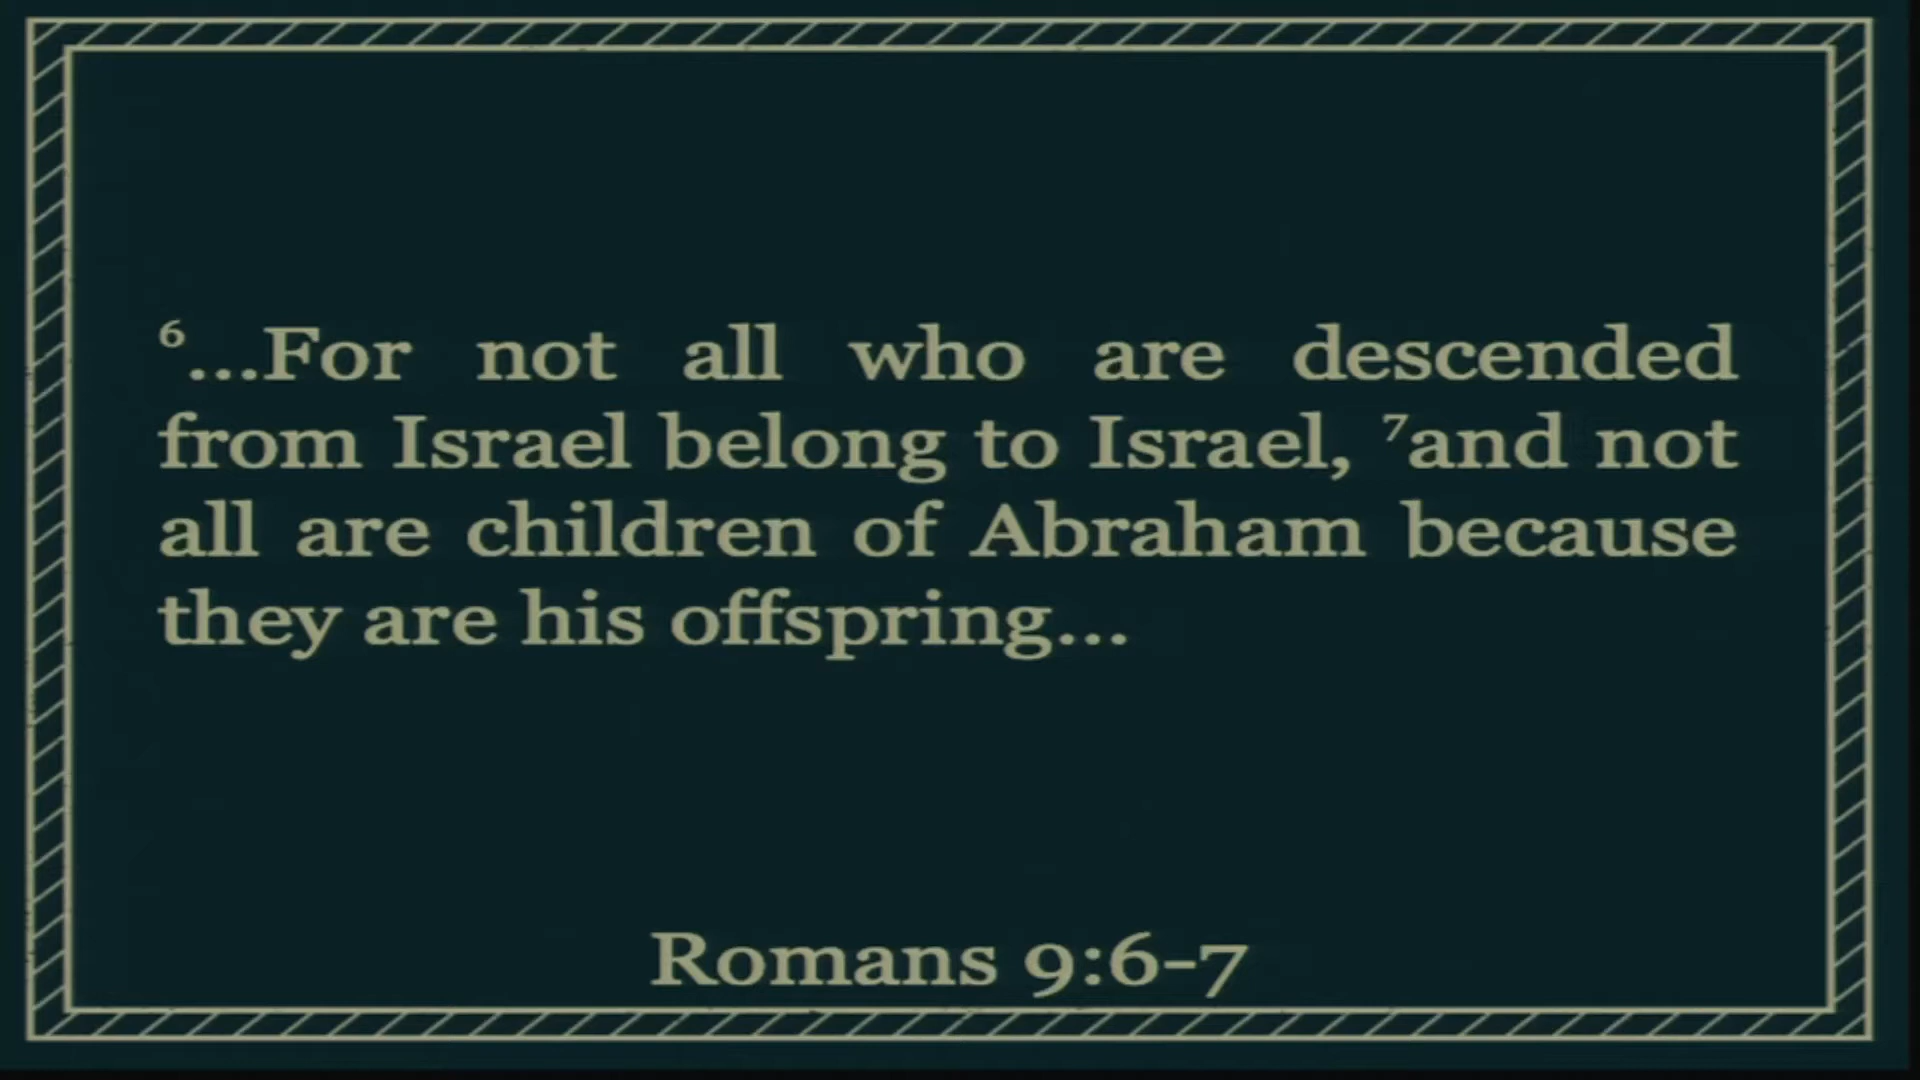 ⁶...For not all who are descended
from Israel belong to Israel, ⁷and not
all are children of Abraham because
they are his offspring...
Romans 9:6-7